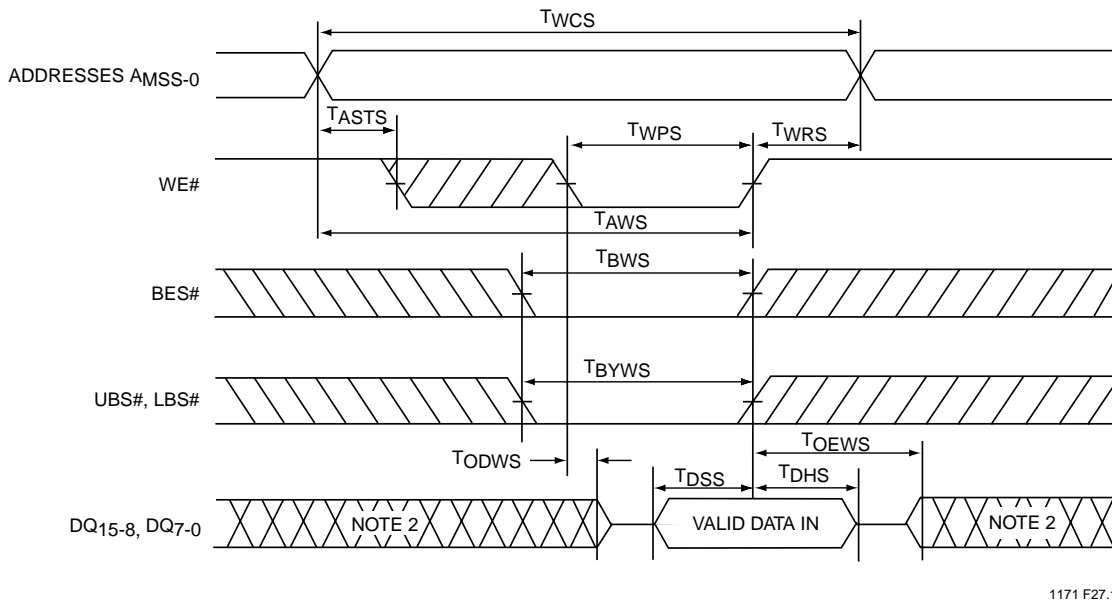 TWCS
ADDRESSES AMSS-0
TASTS
TWPS
TWRS
WE#
TAWS
TBWS
BES#
TBYWS
UBS#, LBS#
TODWS
TOEWS
TDSS
TDHS
DQ15-8, DQ7-0
NOTE 2
VALID DATA IN
NOTE 2